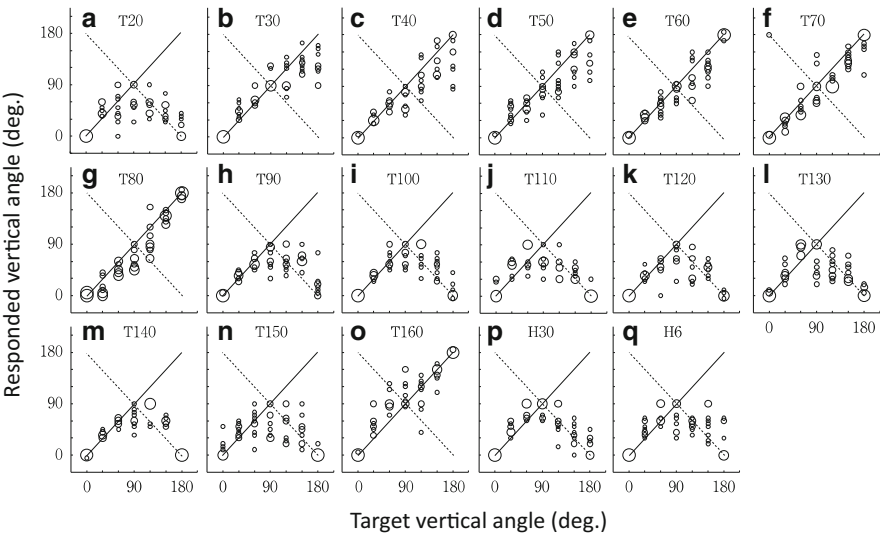 Responded vertical angle (deg.)
a T20
b T30
c T40
d T50
e T60
f T70
180
90
0
g T80
h T90
i T100
j T110
k T120
l T130
180
90
0
0 90 180
m T140
n T150
o T160
p H30
q H6
180
90
0
0 90 180
0 90 180
0 90 180
0 90 180
0 90 180
Target vertical angle (deg.)